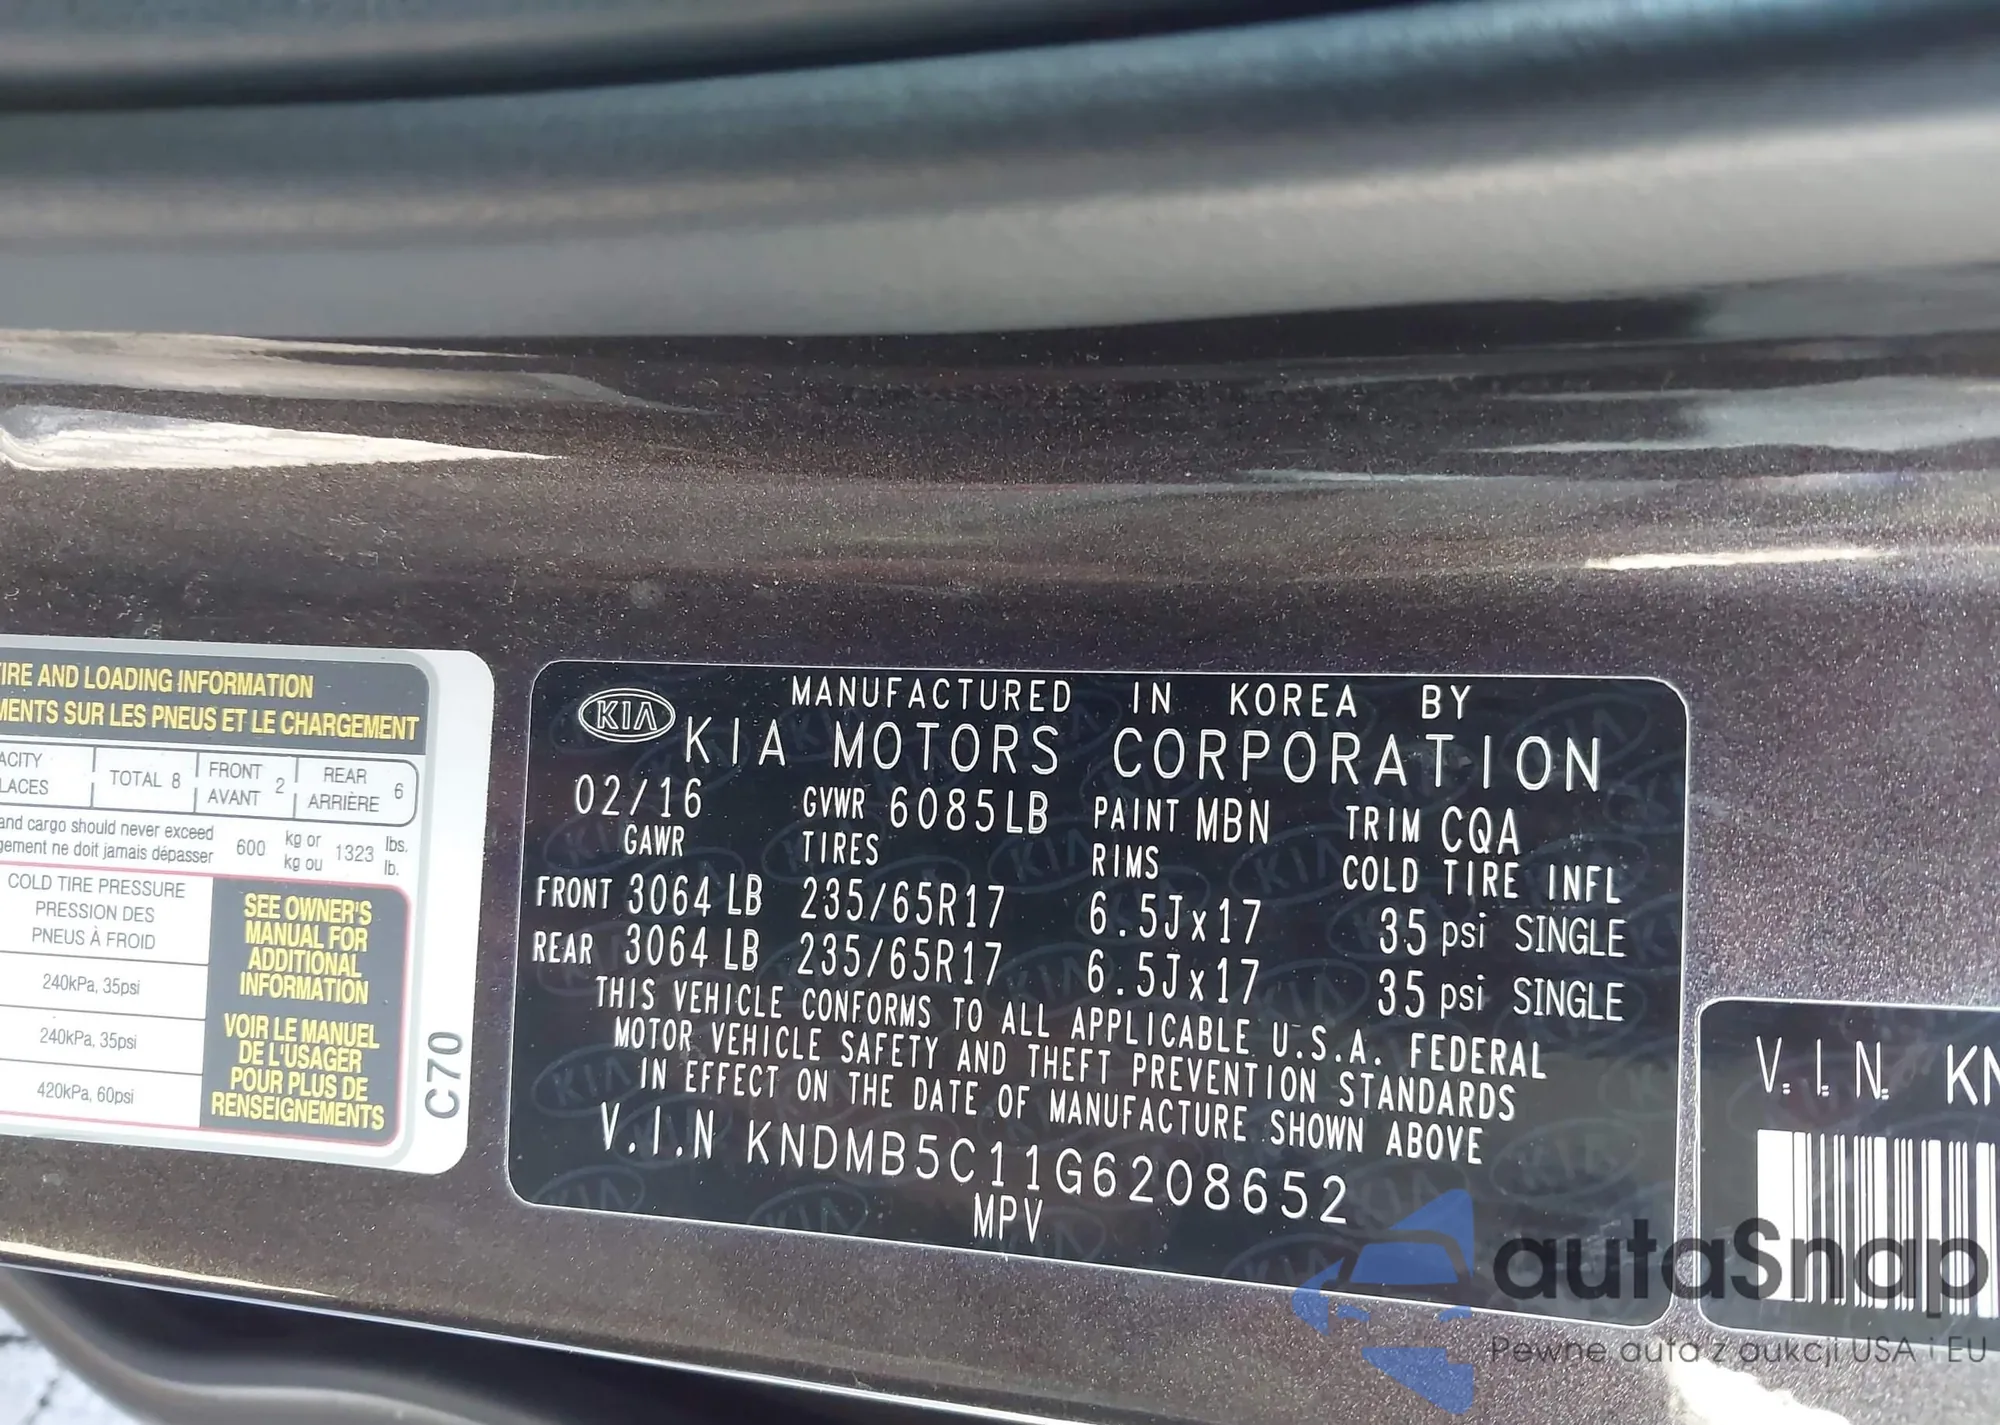 TIRE AND LOADING INFORMATION
MENTS SUR LES PNEUS ET LE CHARGEMENT
ACITY
LACES
TOTAL 8
FRONT
AVANT
2
REAR
ARRIÈRE
6
and cargo should never exceed
gement ne doit jamais dépasser
600
kg or
kg ou
1323
lbs.
lb.
COLD TIRE PRESSURE
PRESSION DES
PNEUS À FROID
240kPa, 35psi
240kPa, 35psi
420kPa, 60psi
SEE OWNER'S
MANUAL FOR
ADDITIONAL
INFORMATION
VOIR LE MANUEL
DE L'USAGER
POUR PLUS DE
RENSEIGNEMENTS
C70
KIA
MANUFACTURED IN KOREA BY
KIA MOTORS CORPORATION
02/16 GVWR 6085LB PAINT MBN TRIM CQA
GAWR TIRES RIMS COLD TIRE INFL
FRONT 3064 LB 235/65R17 6.5Jx17 35 psi SINGLE
REAR 3064 LB 235/65R17 6.5Jx17 35 psi SINGLE
THIS VEHICLE CONFORMS TO ALL APPLICABLE U.S.A. FEDERAL
MOTOR VEHICLE SAFETY AND THEFT PREVENTION STANDARDS
IN EFFECT ON THE DATE OF MANUFACTURE SHOWN ABOVE
V.I.N KNDMB5C11G6208652
MPV
V.I.N. KN
autaSnap
Pewne auta z aukcji USA i EU